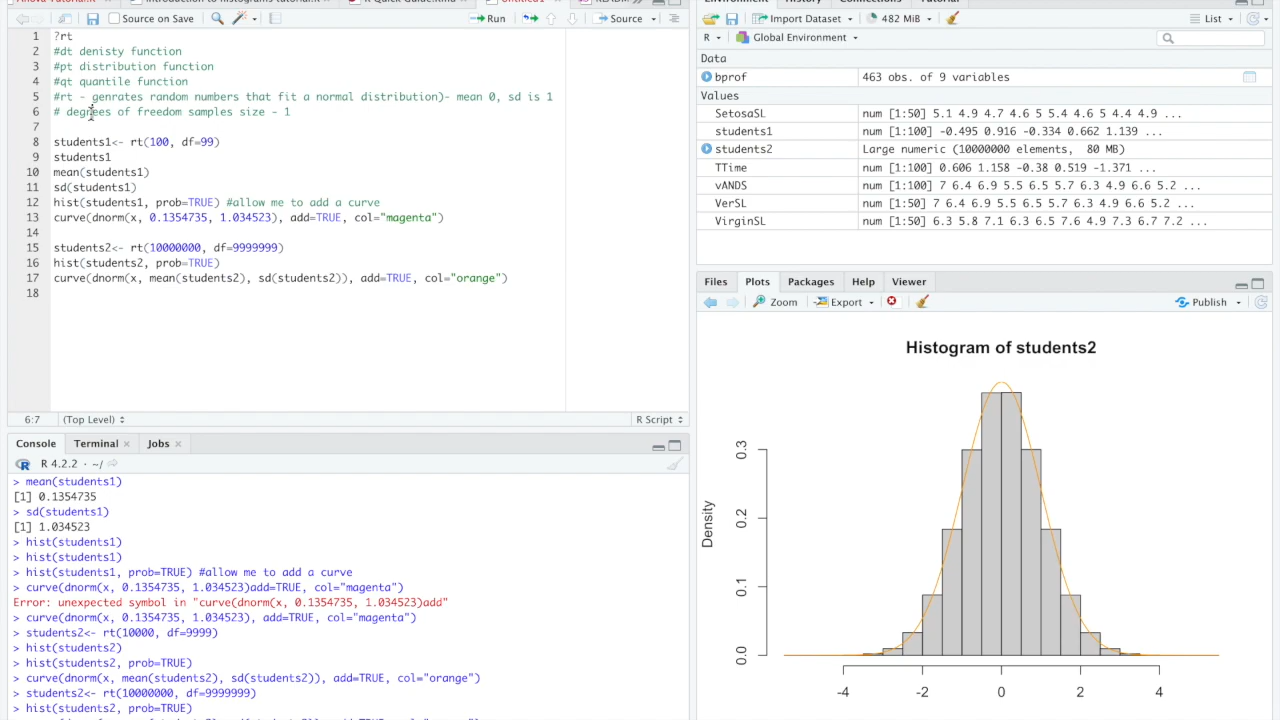 Source on Save
Run
Source
1 ?rt
2 #dt denisty function
3 #pt distribution function
4 #qt quantile function
5 #rt - genrates random numbers that fit a normal distribution)- mean 0, sd is 1
6 # degrees of freedom samples size - 1
7
8 students1<- rt(100, df=99)
9 students1
10 mean(students1)
11 sd(students1)
12 hist(students1, prob=TRUE) #allow me to add a curve
13 curve(dnorm(x, 0.1354735, 1.034523), add=TRUE, col="magenta")
14
15 students2<- rt(10000000, df=9999999)
16 hist(students2, prob=TRUE)
17 curve(dnorm(x, mean(students2), sd(students2)), add=TRUE, col="orange")
18
6:7 (Top Level) R Script
Console Terminal Jobs
R 4.2.2 · ~/
> mean(students1)
[1] 0.1354735
> sd(students1)
[1] 1.034523
> hist(students1)
> hist(students1)
> hist(students1, prob=TRUE) #allow me to add a curve
> curve(dnorm(x, 0.1354735, 1.034523)add=TRUE, col="magenta")
Error: unexpected symbol in "curve(dnorm(x, 0.1354735, 1.034523)add"
> curve(dnorm(x, 0.1354735, 1.034523), add=TRUE, col="magenta")
> students2<- rt(10000, df=9999)
> hist(students2)
> hist(students2, prob=TRUE)
> curve(dnorm(x, mean(students2), sd(students2)), add=TRUE, col="orange")
> students2<- rt(10000000, df=9999999)
> hist(students2, prob=TRUE)
Import Dataset 482 MiB List
R Global Environment
Data
bprof 463 obs. of 9 variables
Values
SetosaSL num [1:50] 5.1 4.9 4.7 4.6 5 5.4 4.6 5 4.4 4.9 ...
students1 num [1:100] -0.495 0.916 -0.334 0.662 1.139 ...
students2 Large numeric (10000000 elements, 80 MB)
TTime num [1:100] 0.606 1.158 -0.38 0.519 -1.371 ...
vANDS num [1:100] 7 6.4 6.9 5.5 6.5 5.7 6.3 4.9 6.6 5.2 ...
VerSL num [1:50] 7 6.4 6.9 5.5 6.5 5.7 6.3 4.9 6.6 5.2 ...
VirginSL num [1:50] 6.3 5.8 7.1 6.3 6.5 7.6 4.9 7.3 6.7 7.2 ...
Files Plots Packages Help Viewer
Zoom Export Publish
Histogram of students2
Density
0.3
0.2
0.1
0.0
-4 -2 0 2 4